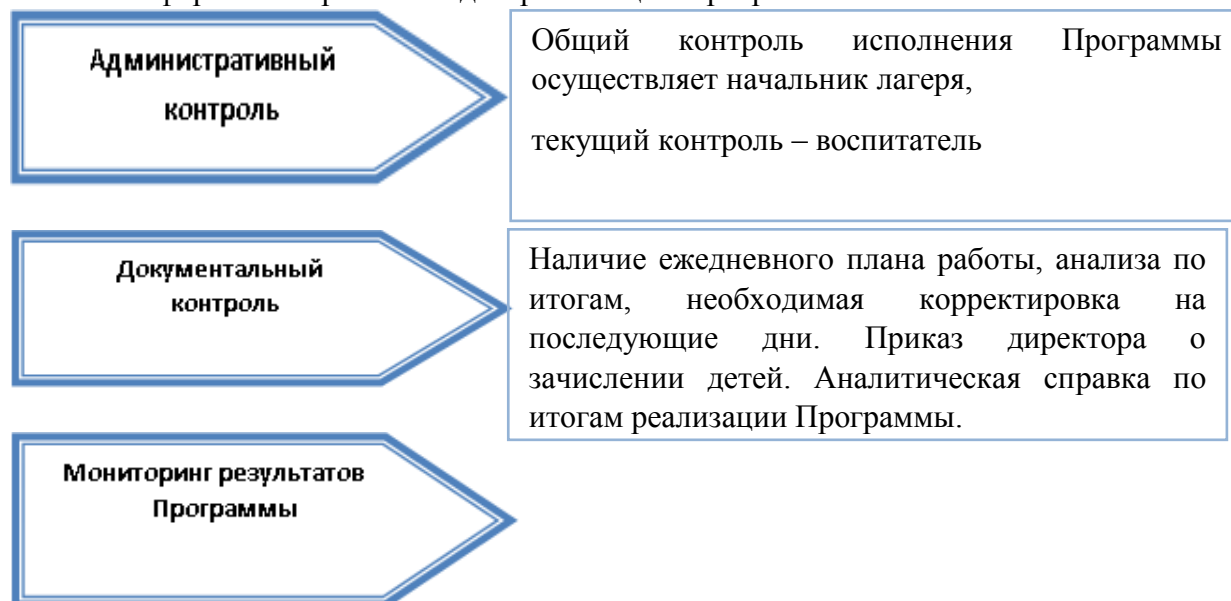 Административный
контроль
Общий контроль исполнения Программы
осуществляет начальник лагеря,
текущий контроль – воспитатель
Документальный
контроль
Наличие ежедневного плана работы, анализа по
итогам, необходимая корректировка на
последующие дни. Приказ директора о
зачислении детей. Аналитическая справка по
итогам реализации Программы.
Мониторинг результатов
Программы